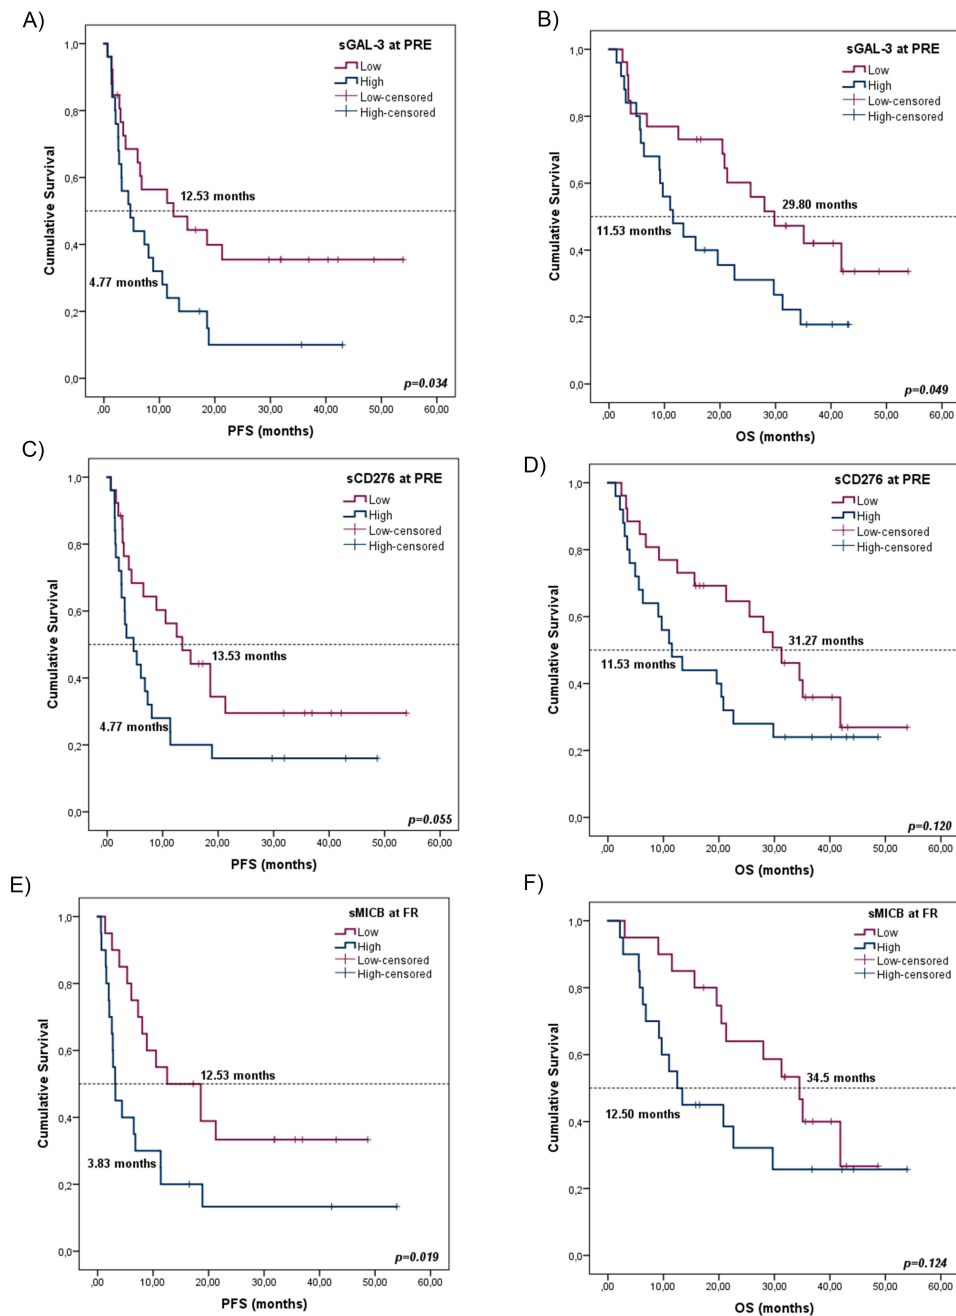 A)
sGAL-3 at PRE
Low
High
Low-censored
High-censored
1,0
0,8
0,6
0,4
0,2
0,0
Cumulative Survival
12.53 months
4.77 months
p=0.034
,00 10,00 20,00 30,00 40,00 50,00 60,00
PFS (months)
B)
sGAL-3 at PRE
Low
High
Low-censored
High-censored
1,0
0,8
0,6
0,4
0,2
0,0
Cumulative Survival
29.80 months
11.53 months
p=0.049
,00 10,00 20,00 30,00 40,00 50,00 60,00
OS (months)
C)
sCD276 at PRE
Low
High
Low-censored
High-censored
1,0
0,8
0,6
0,4
0,2
0,0
Cumulative Survival
13.53 months
4.77 months
p=0.055
,00 10,00 20,00 30,00 40,00 50,00 60,00
PFS (months)
D)
sCD276 at PRE
Low
High
Low-censored
High-censored
1,0
0,8
0,6
0,4
0,2
0,0
Cumulative Survival
31.27 months
11.53 months
p=0.120
,00 10,00 20,00 30,00 40,00 50,00 60,00
OS (months)
E)
sMICB at FR
Low
High
Low-censored
High-censored
1,0
0,8
0,6
0,4
0,2
0,0
Cumulative Survival
12.53 months
3.83 months
p=0.019
,00 10,00 20,00 30,00 40,00 50,00 60,00
PFS (months)
F)
sMICB at FR
Low
High
Low-censored
High-censored
1,0
0,8
0,6
0,4
0,2
0,0
Cumulative Survival
34.5 months
12.50 months
p=0.124
,00 10,00 20,00 30,00 40,00 50,00 60,00
OS (months)